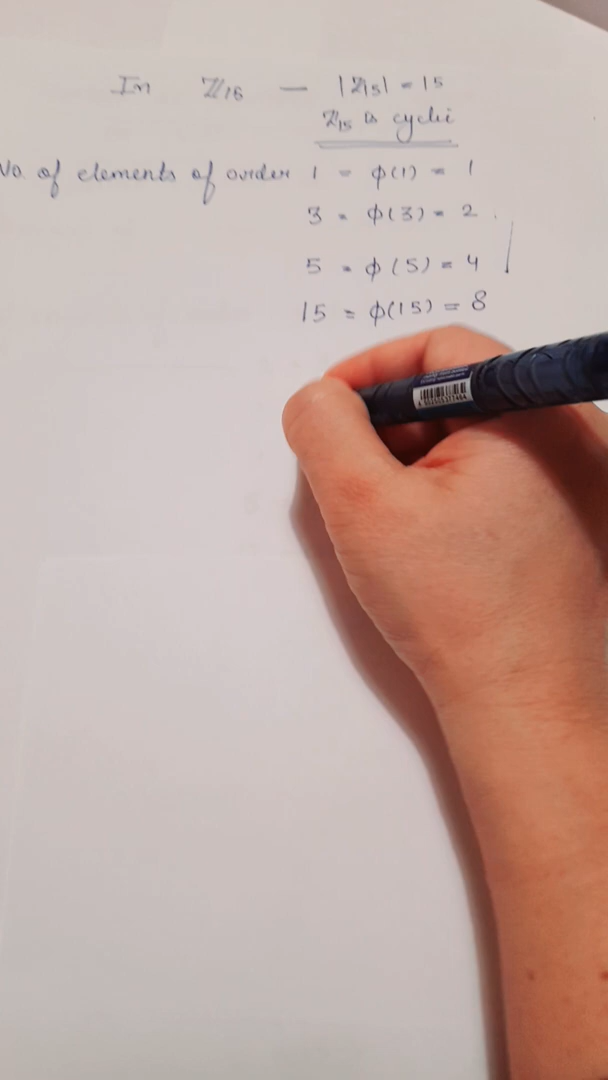 In ℤ₁₅ — |ℤ₁₅| = 15
ℤ₁₅ is cyclic
No. of elements of order 1 = φ(1) = 1
3 = φ(3) = 2
5 = φ(5) = 4
15 = φ(15) = 8